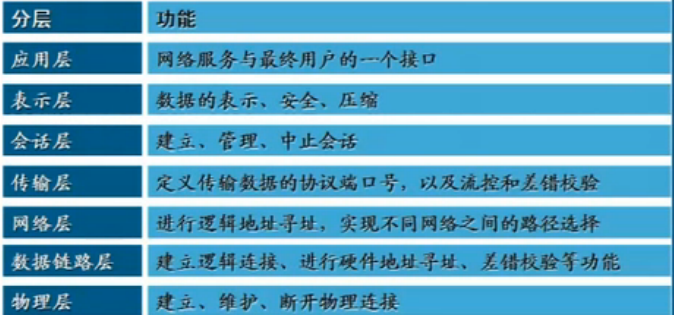 分层 功能
应用层 网络服务与最终用户的一个接口
表示层 数据的表示、安全、压缩
会话层 建立、管理、中止会话
传输层 定义传输数据的协议端口号，以及流控和差错校验
网络层 进行逻辑地址寻址，实现不同网络之间的路径选择
数据链路层 建立逻辑连接、进行硬件地址寻址、差错校验等功能
物理层 建立、维护、断开物理连接